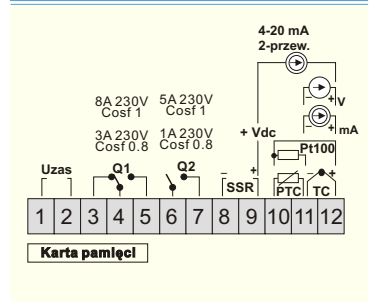 4-20 mA
2-przew.
V
8A 230V 5A 230V
Cosf 1 Cosf 1
3A 230V 1A 230V
Cosf 0.8 Cosf 0.8
+ Vdc
mA
Pt100
Uzas Q1 Q2
SSR PTC TC
1 2 3 4 5 6 7 8 9 10 11 12
Karta pamięci